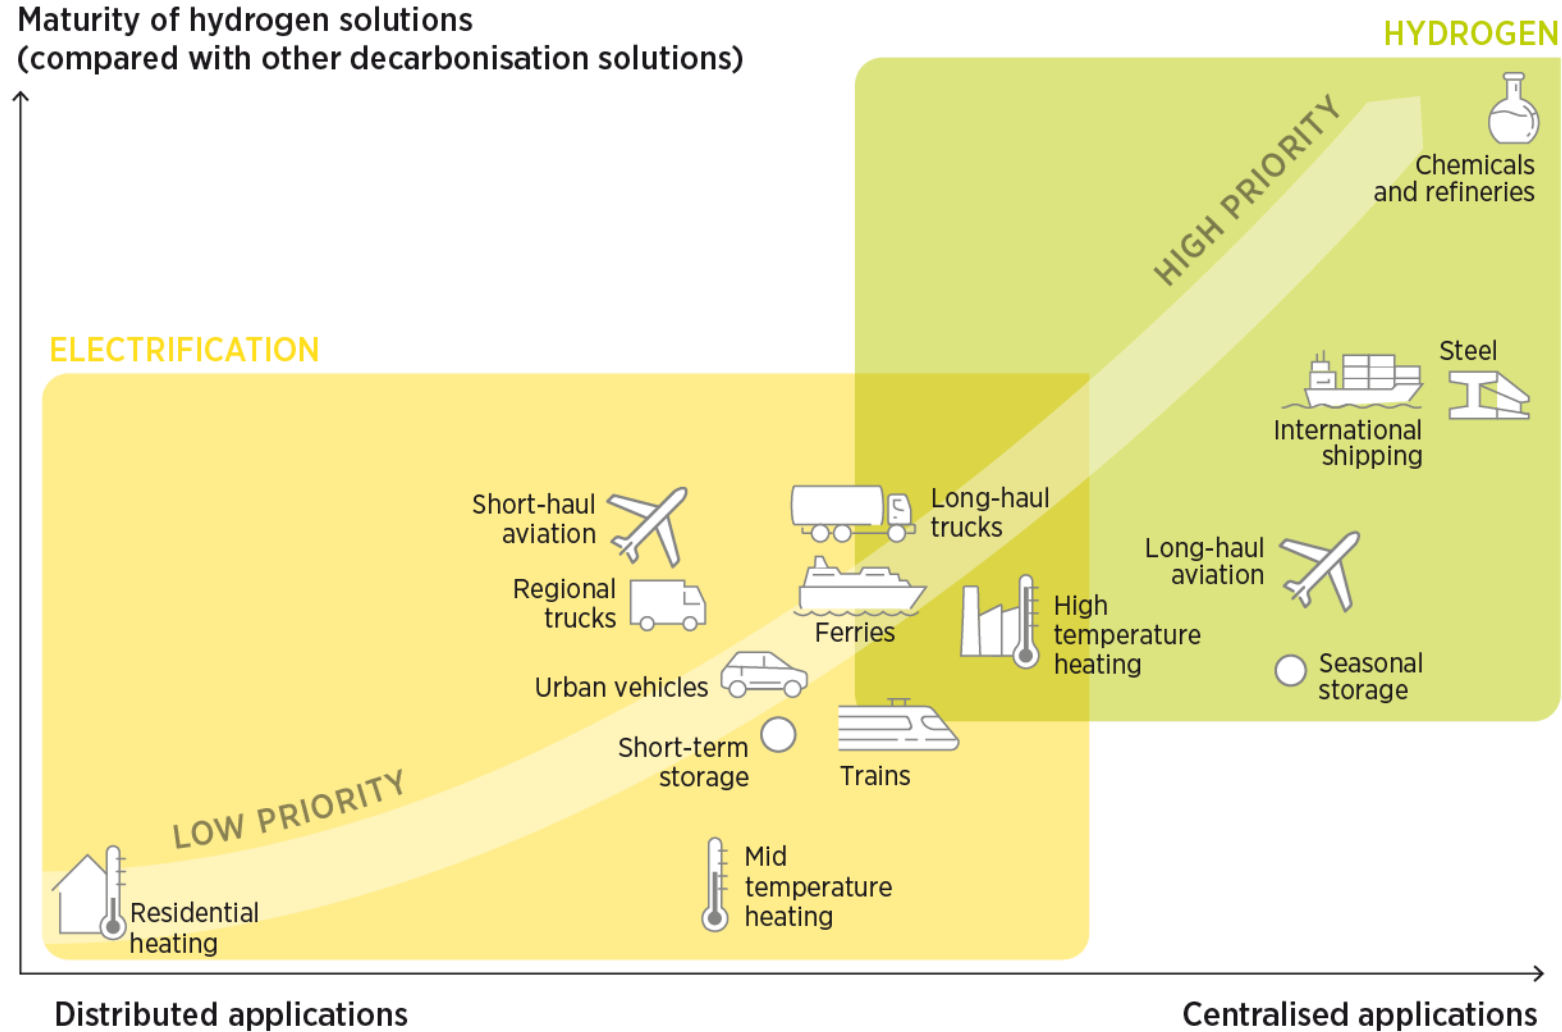 Maturity of hydrogen solutions
(compared with other decarbonisation solutions)
HYDROGEN
HIGH PRIORITY
Chemicals
and refineries
ELECTRIFICATION
Steel
International
shipping
Short-haul
aviation
Long-haul
trucks
Long-haul
aviation
Regional
trucks
Ferries
High
temperature
heating
Urban vehicles
Seasonal
storage
Short-term
storage
Trains
LOW PRIORITY
Mid
temperature
heating
Residential
heating
Distributed applications
Centralised applications